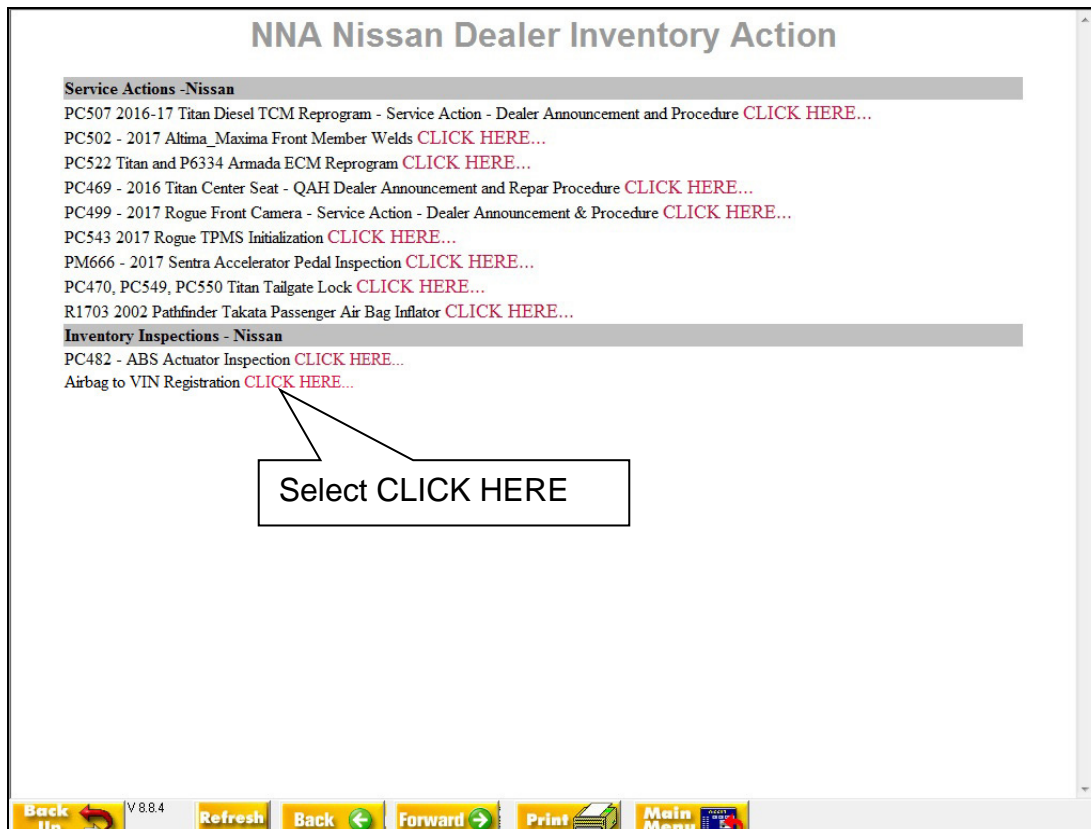 NNA Nissan Dealer Inventory Action
Service Actions -Nissan
PC507 2016-17 Titan Diesel TCM Reprogram - Service Action - Dealer Announcement and Procedure CLICK HERE...
PC502 - 2017 Altima_Maxima Front Member Welds CLICK HERE...
PC522 Titan and P6334 Armada ECM Reprogram CLICK HERE...
PC469 - 2016 Titan Center Seat - QAH Dealer Announcement and Repar Procedure CLICK HERE...
PC499 - 2017 Rogue Front Camera - Service Action - Dealer Announcement & Procedure CLICK HERE...
PC543 2017 Rogue TPMS Initialization CLICK HERE...
PM666 - 2017 Sentra Accelerator Pedal Inspection CLICK HERE...
PC470, PC549, PC550 Titan Tailgate Lock CLICK HERE...
R1703 2002 Pathfinder Takata Passenger Air Bag Inflator CLICK HERE...
Inventory Inspections - Nissan
PC482 - ABS Actuator Inspection CLICK HERE...
Airbag to VIN Registration CLICK HERE...
Select CLICK HERE
Back Up V 8.8.4 Refresh Back Forward Print Main Menu